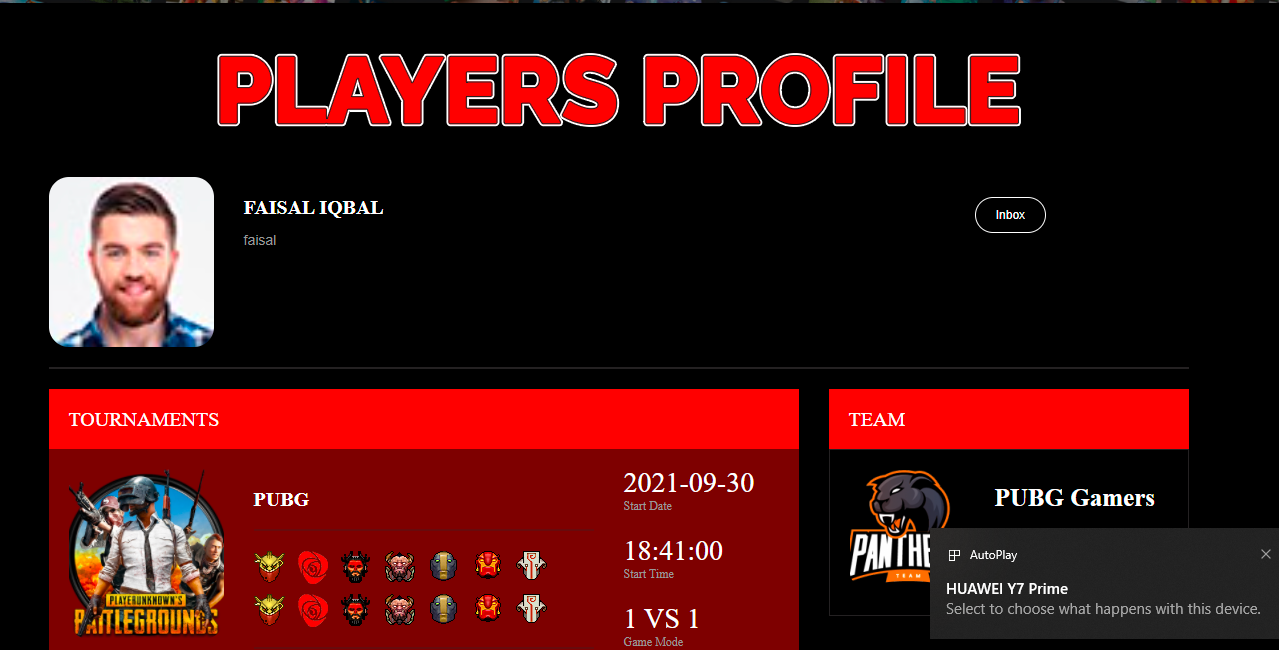 PLAYERS PROFILE
FAISAL IQBAL
faisal
Inbox
TOURNAMENTS
PLAYERUNKNOWN'S
BATTLEGROUNDS
PUBG
2021-09-30
Start Date
18:41:00
Start Time
1 VS 1
Game Mode
TEAM
PANTHE
TEAM
PUBG Gamers
AutoPlay
HUAWEI Y7 Prime
Select to choose what happens with this device.